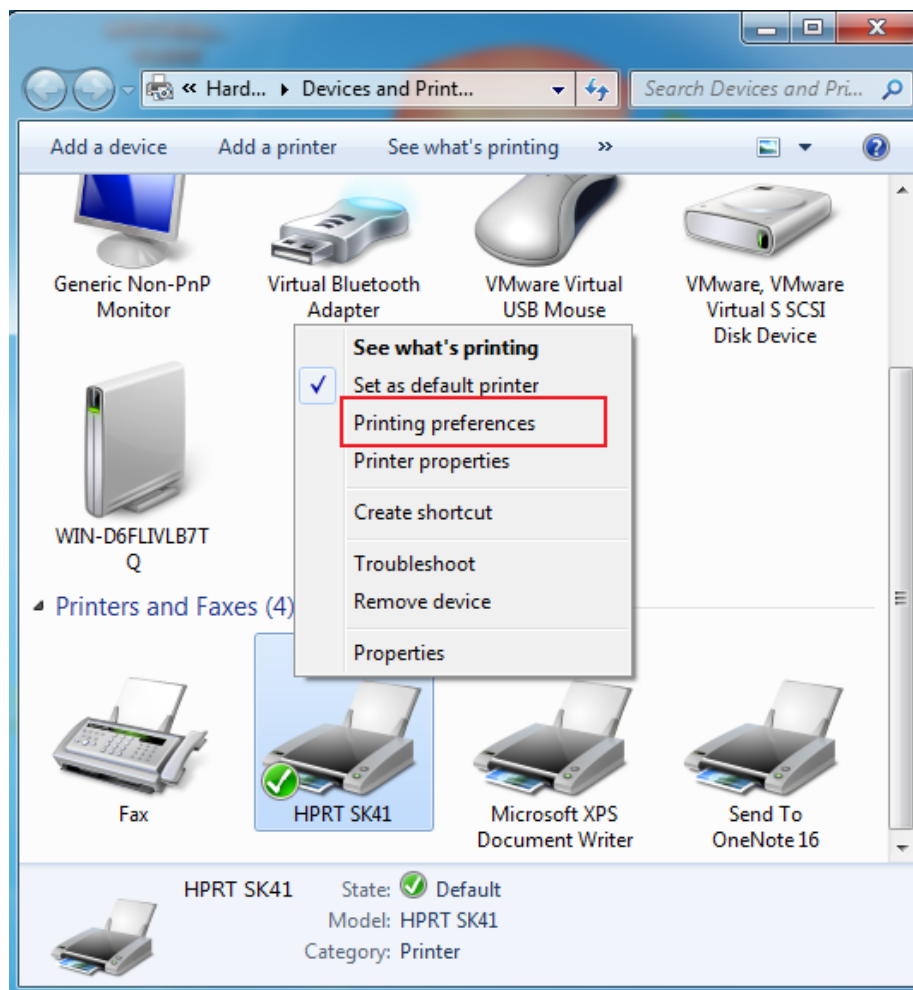 « Hard... ▸ Devices and Print...
Search Devices and Pri...
Add a device Add a printer See what's printing »
Generic Non-PnP
Monitor
Virtual Bluetooth
Adapter
VMware Virtual
USB Mouse
VMware, VMware
Virtual S SCSI
Disk Device
See what's printing
Set as default printer
Printing preferences
Printer properties
Create shortcut
Troubleshoot
Remove device
Properties
WIN-D6FLIVLB7T
Q
Printers and Faxes (4)
Fax
HPRT SK41
Microsoft XPS
Document Writer
Send To
OneNote 16
HPRT SK41 State: Default
Model: HPRT SK41
Category: Printer